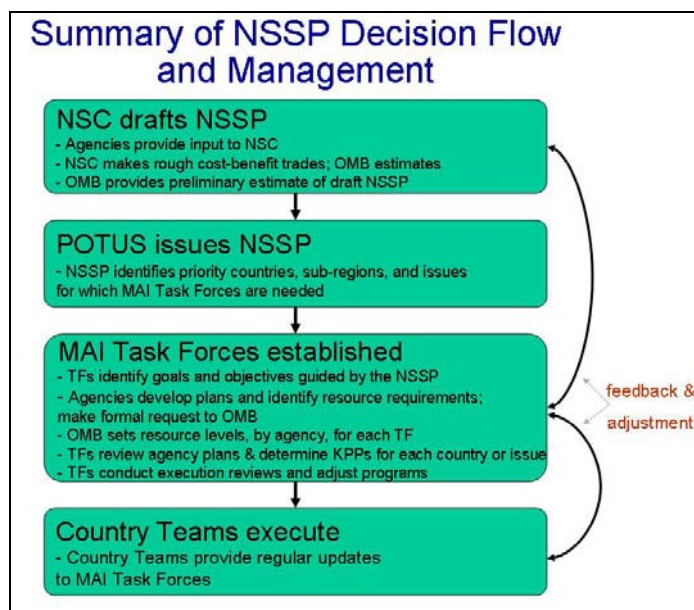 Summary of NSSP Decision Flow
and Management
NSC drafts NSSP
- Agencies provide input to NSC
- NSC makes rough cost-benefit trades; OMB estimates
- OMB provides preliminary estimate of draft NSSP
POTUS issues NSSP
- NSSP identifies priority countries, sub-regions, and issues
for which MAI Task Forces are needed
MAI Task Forces established
- TFs identify goals and objectives guided by the NSSP
- Agencies develop plans and identify resource requirements;
make formal request to OMB
- OMB sets resource levels, by agency, for each TF
- TFs review agency plans & determine KPPs for each country or issue
- TFs conduct execution reviews and adjust programs
feedback &
adjustment
Country Teams execute
- Country Teams provide regular updates
to MAI Task Forces